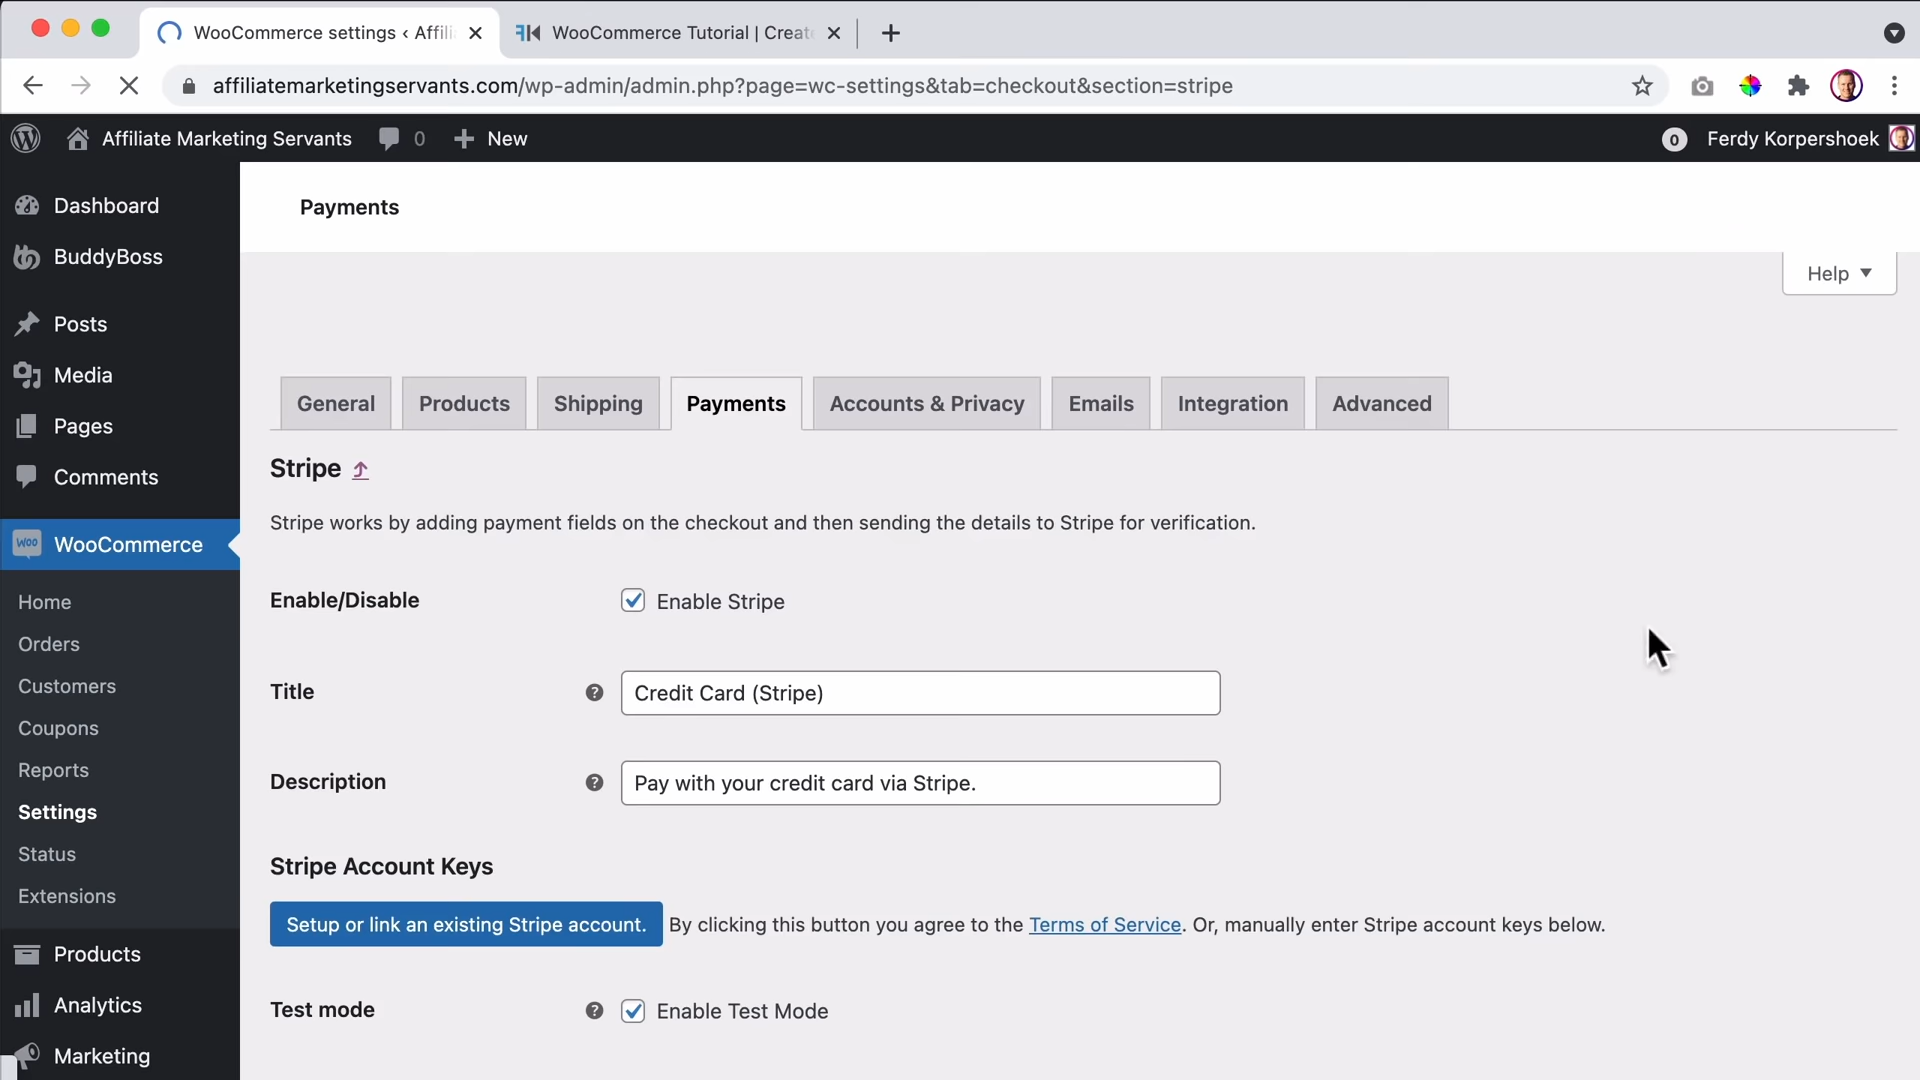 WooCommerce settings ‹ Affili
WooCommerce Tutorial | Create
affiliatemarketingservants.com/wp-admin/admin.php?page=wc-settings&tab=checkout&section=stripe
Affiliate Marketing Servants
0
New
0
Ferdy Korpershoek
Dashboard
BuddyBoss
Posts
Media
Pages
Comments
Woo
WooCommerce
Home
Orders
Customers
Coupons
Reports
Settings
Status
Extensions
Products
Analytics
Marketing
Payments
Help
General
Products
Shipping
Payments
Accounts & Privacy
Emails
Integration
Advanced
Stripe
Stripe works by adding payment fields on the checkout and then sending the details to Stripe for verification.
Enable/Disable
Enable Stripe
Title
Credit Card (Stripe)
Description
Pay with your credit card via Stripe.
Stripe Account Keys
Setup or link an existing Stripe account. By clicking this button you agree to the Terms of Service. Or, manually enter Stripe account keys below.
Test mode
Enable Test Mode